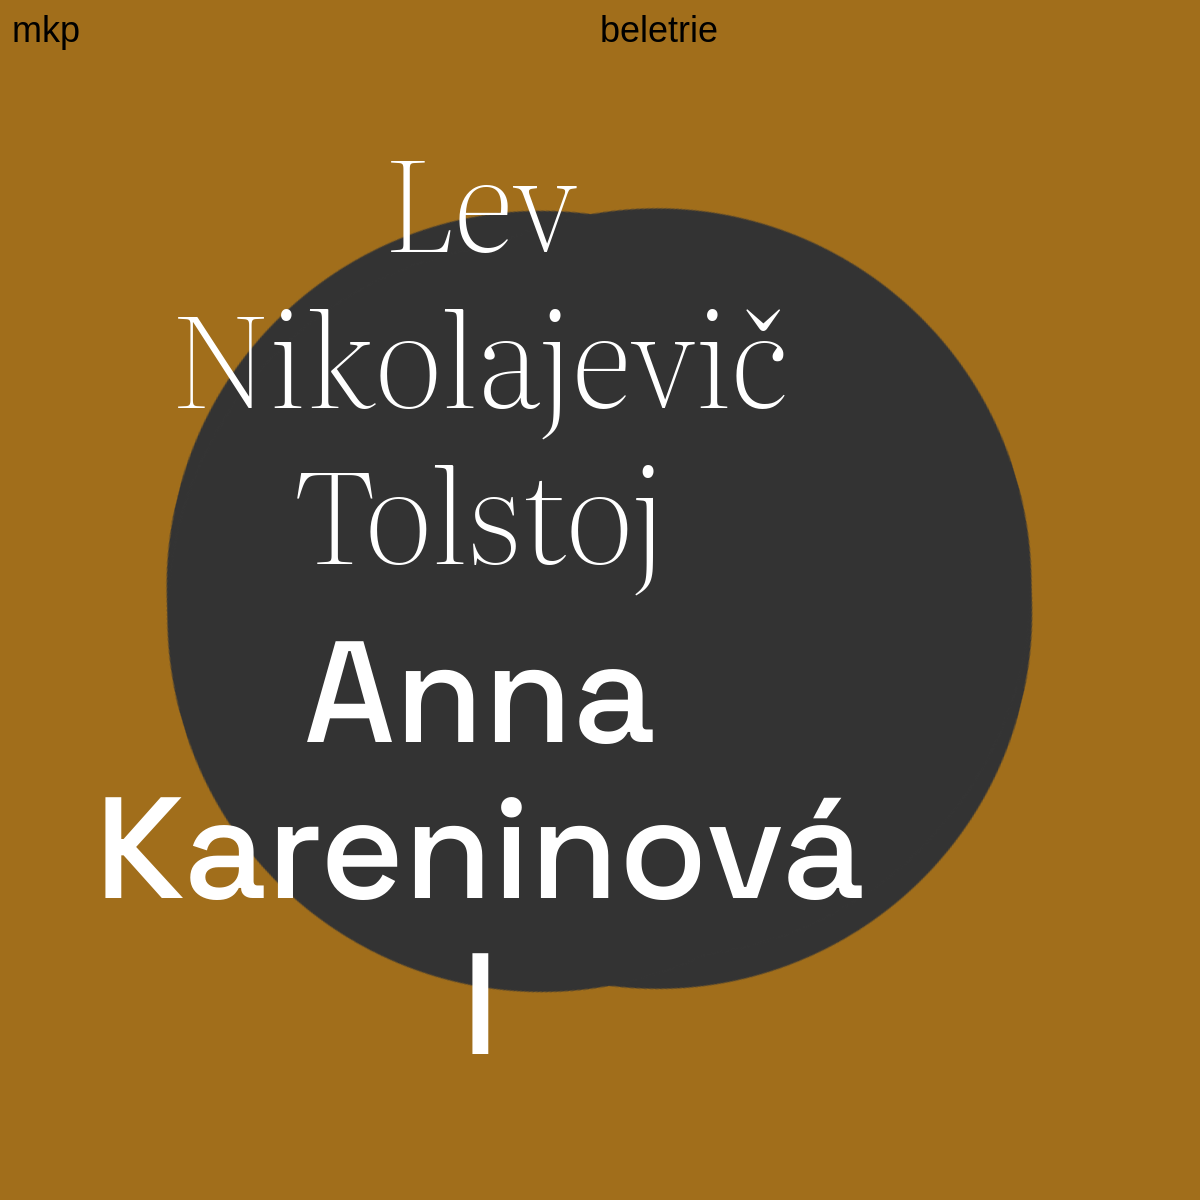 mkp
beletrie
Lev
Nikolajevič
Tolstoj
Anna
Kareninová
I